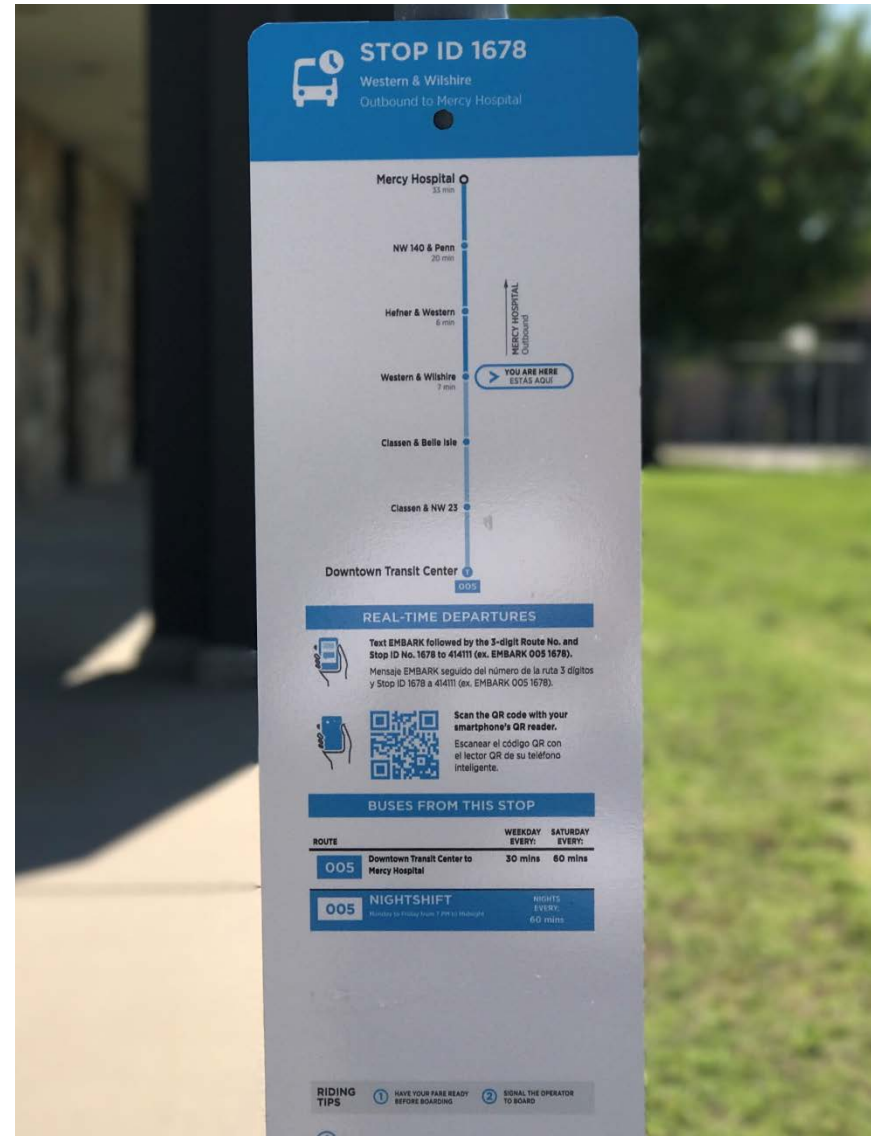 STOP ID 1678
Western & Wilshire
Outbound to Mercy Hospital
Mercy Hospital
33 min
NW 140 & Penn
20 min
Hefner & Western
6 min
MERCY HOSPITAL
Outbound
Western & Wilshire
7 min
YOU ARE HERE
ESTÁS AQUÍ
Classen & Belle Isle
Classen & NW 23
Downtown Transit Center
005
REAL-TIME DEPARTURES
Text EMBARK followed by the 3-digit Route No. and
Stop ID No. 1678 to 414111 (ex. EMBARK 005 1678).
Mensaje EMBARK seguido del número de la ruta 3 dígitos
y Stop ID 1678 a 414111 (ex. EMBARK 005 1678).
Scan the QR code with your
smartphone's QR reader.
Escanear el código QR con
el lector QR de su teléfono
inteligente.
BUSES FROM THIS STOP
ROUTE
WEEKDAY EVERY:
SATURDAY EVERY:
005 Downtown Transit Center to Mercy Hospital 30 mins 60 mins
005 NIGHTSHIFT
Monday to Friday from 7 PM to Midnight
NIGHTS
EVERY:
60 mins
RIDING
TIPS
1 HAVE YOUR FARE READY
BEFORE BOARDING
2 SIGNAL THE OPERATOR
TO BOARD